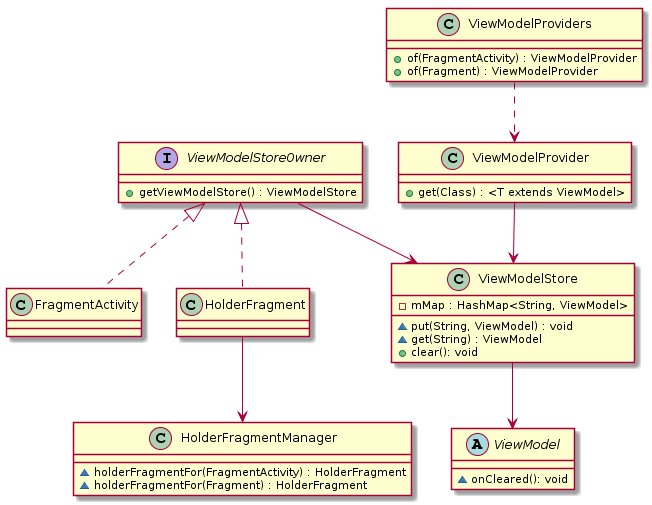 C ViewModelProviders
of(FragmentActivity) : ViewModelProvider
of(Fragment) : ViewModelProvider
I ViewModelStoreOwner
getViewModelStore() : ViewModelStore
C ViewModelProvider
get(Class) : <T extends ViewModel>
C FragmentActivity
C HolderFragment
C ViewModelStore
mMap : HashMap<String, ViewModel>
put(String, ViewModel) : void
get(String) : ViewModel
clear(): void
C HolderFragmentManager
holderFragmentFor(FragmentActivity) : HolderFragment
holderFragmentFor(Fragment) : HolderFragment
A ViewModel
onCleared(): void